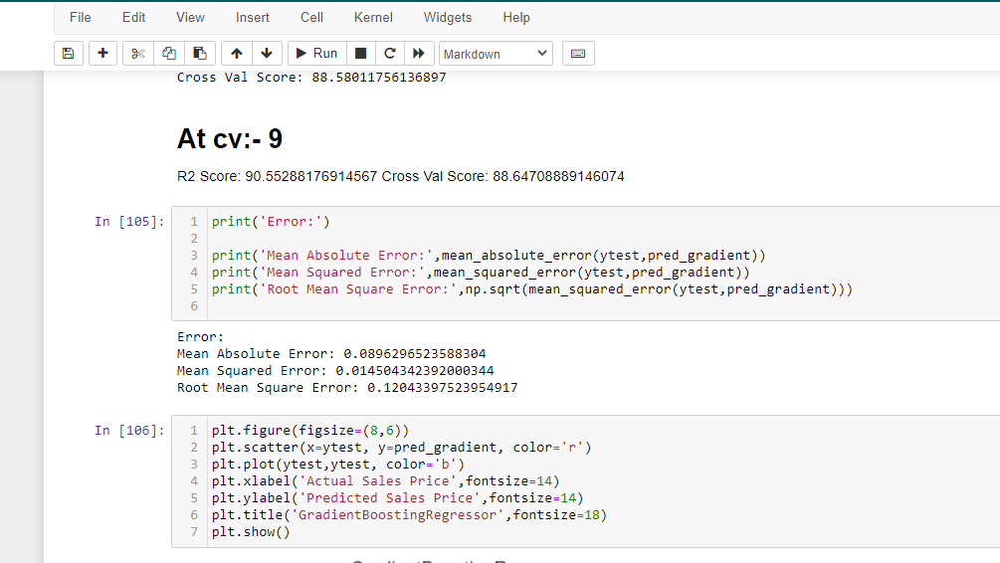 File Edit View Insert Cell Kernel Widgets Help
Run Markdown
Cross Val Score: 88.58011756136897
At cv:- 9
R2 Score: 90.55288176914567 Cross Val Score: 88.64708889146074
In [105]:
1 print('Error:')
2
3 print('Mean Absolute Error:',mean_absolute_error(ytest,pred_gradient))
4 print('Mean Squared Error:',mean_squared_error(ytest,pred_gradient))
5 print('Root Mean Square Error:',np.sqrt(mean_squared_error(ytest,pred_gradient)))
6
Error:
Mean Absolute Error: 0.0896296523588304
Mean Squared Error: 0.014504342392000344
Root Mean Square Error: 0.12043397523954917
In [106]:
1 plt.figure(figsize=(8,6))
2 plt.scatter(x=ytest, y=pred_gradient, color='r')
3 plt.plot(ytest,ytest, color='b')
4 plt.xlabel('Actual Sales Price',fontsize=14)
5 plt.ylabel('Predicted Sales Price',fontsize=14)
6 plt.title('GradientBoostingRegressor',fontsize=18)
7 plt.show()